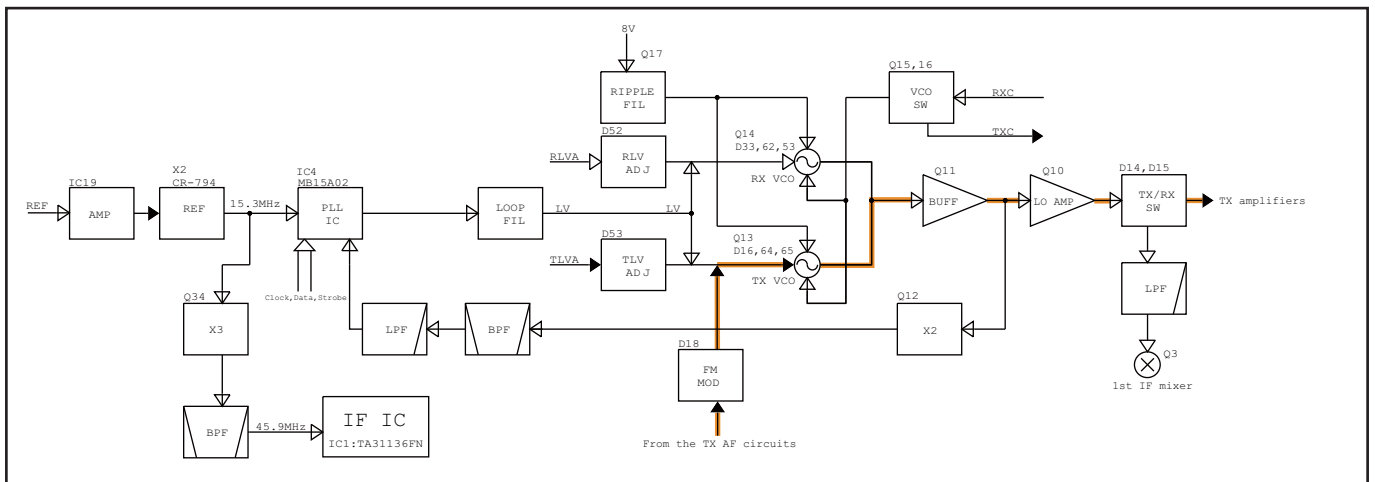 8V
Q17
RIPPLE
FIL
Q15,16
VCO
SW
RXC
TXC
D52
RLVA
RLV
ADJ
Q14
D33,62,53
RX VCO
X2
CR-794
IC19
REF
AMP
REF
15.3MHz
IC4
MB15A02
PLL
IC
LOOP
FIL
LV
LV
Q11
BUFF
Q10
LO AMP
D14,D15
TX/RX
SW
TX amplifiers
D53
TLVA
TLV
ADJ
Q13
D16,64,65
TX VCO
Clock,Data,Strobe
Q34
X3
LPF
BPF
Q12
X2
LPF
D18
FM
MOD
Q3
1st IF mixer
BPF
45.9MHz
IF IC
IC1:TA31136FN
From the TX AF circuits